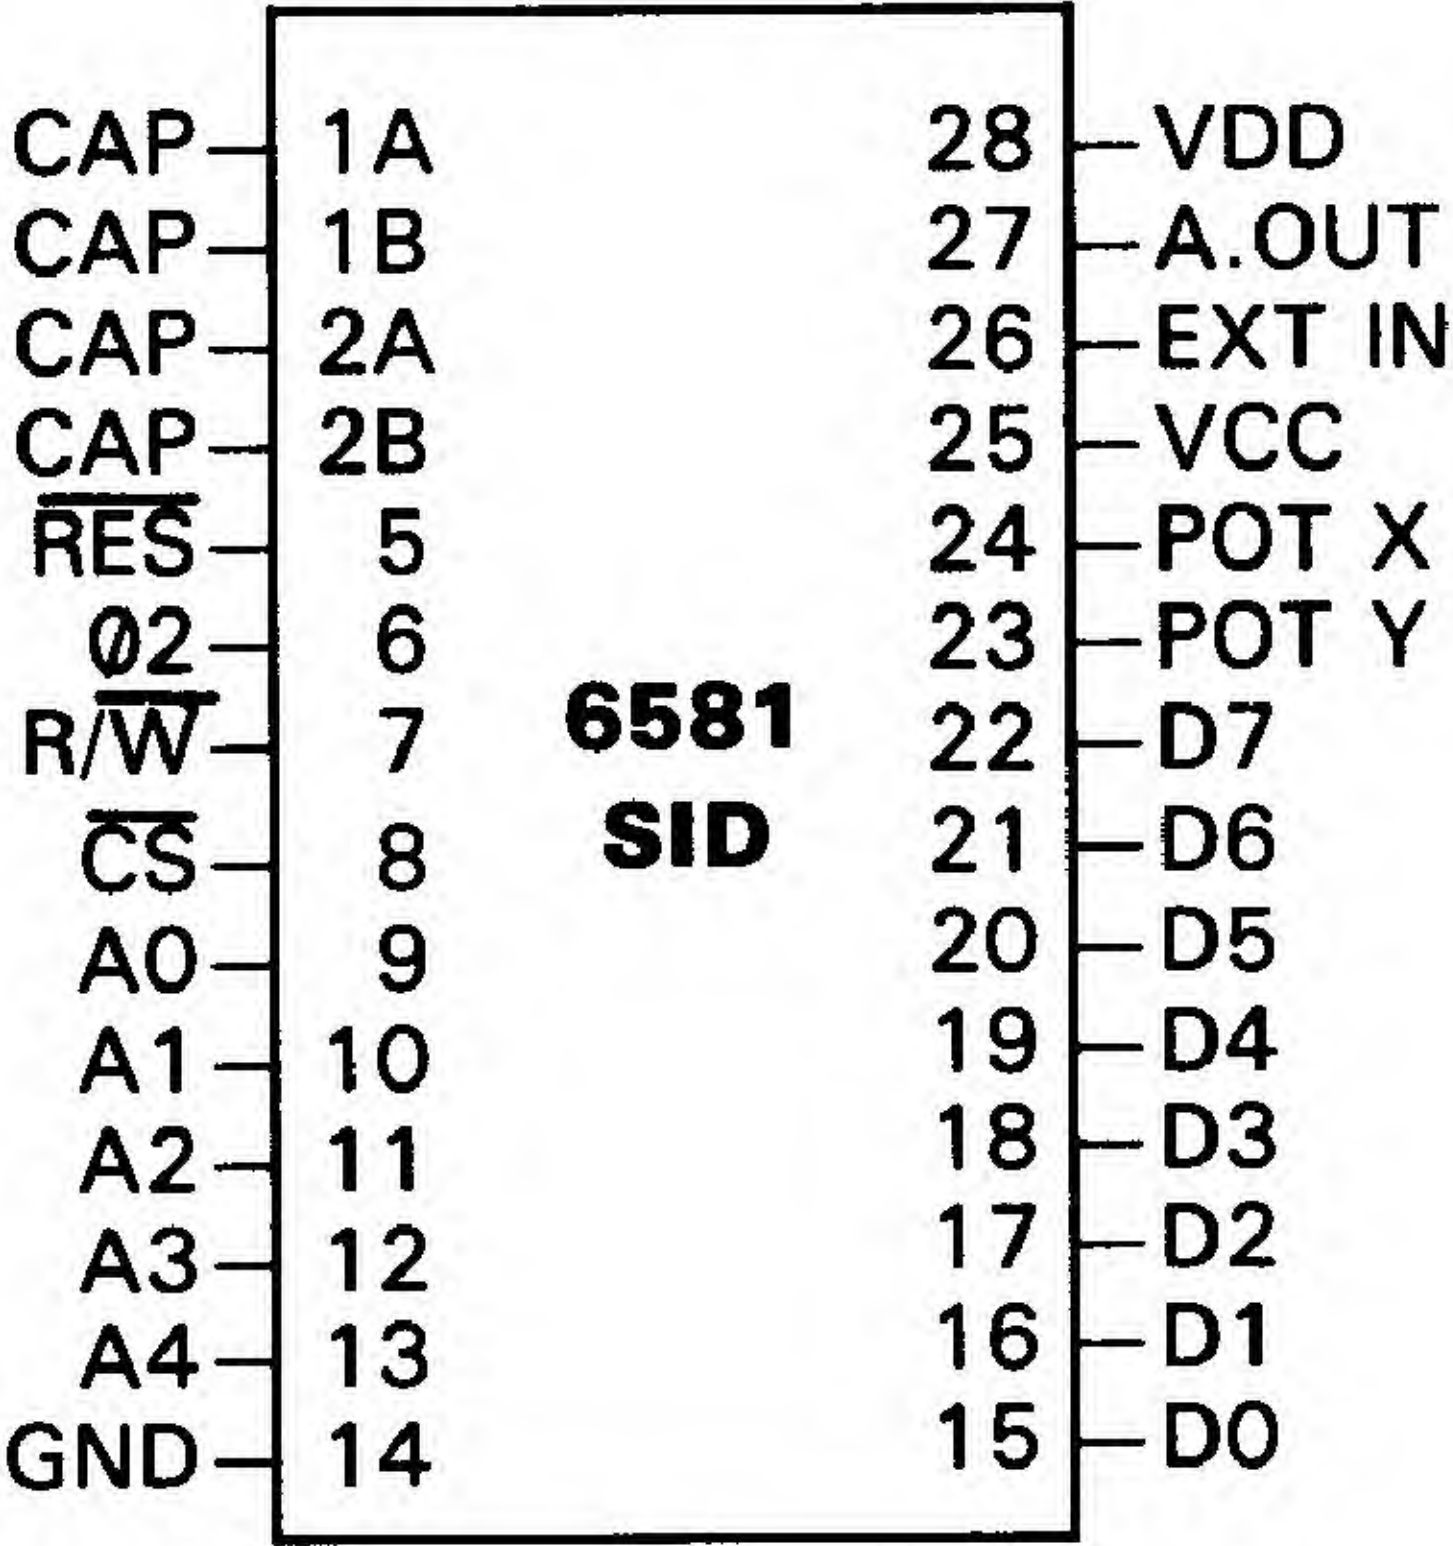 CAP 1A 28 VDD
CAP 1B 27 A.OUT
CAP 2A 26 EXT IN
CAP 2B 25 VCC
R̅E̅S̅ 5 24 POT X
Ø2 6 23 POT Y
R/W̅ 7 22 D7
6581
C̅S̅ 8 21 D6
SID
A0 9 20 D5
A1 10 19 D4
A2 11 18 D3
A3 12 17 D2
A4 13 16 D1
GND 14 15 D0